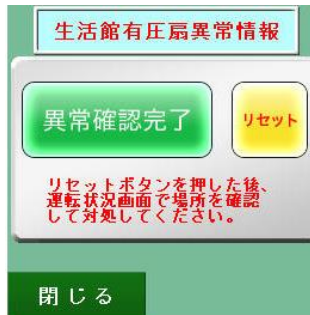 生活館有圧扇異常情報
異常確認完了
リセット
リセットボタンを押した後、
運転状況画面で場所を確認
して対処してください。
閉じる